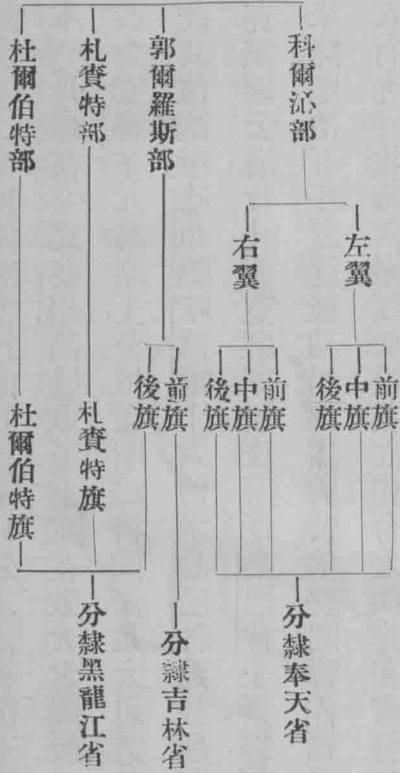 科爾沁部
左翼
前旗
中旗
後旗
右翼
前旗
中旗
後旗
分隸奉天省
郭爾羅斯部
前旗
後旗
分隸吉林省
札賚特部
札賚特旗
杜爾伯特部
杜爾伯特旗
分隸黑龍江省